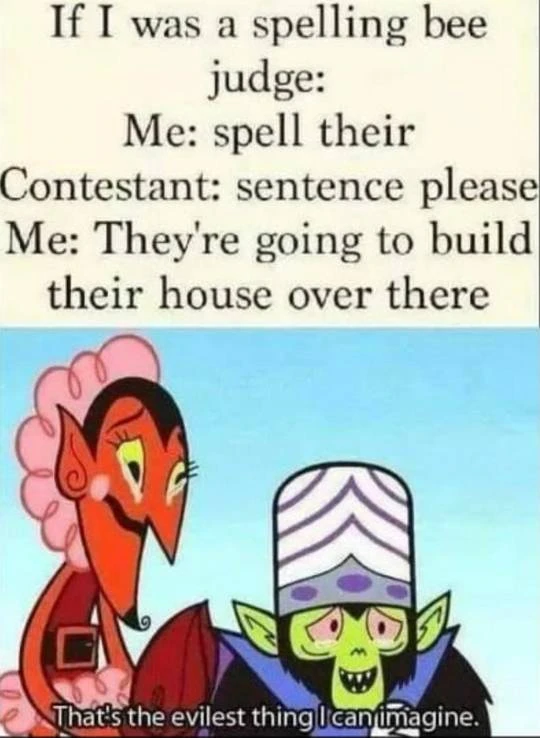 If I was a spelling bee
judge:
Me: spell their
Contestant: sentence please
Me: They're going to build
their house over there
That's the evilest thing I can imagine.